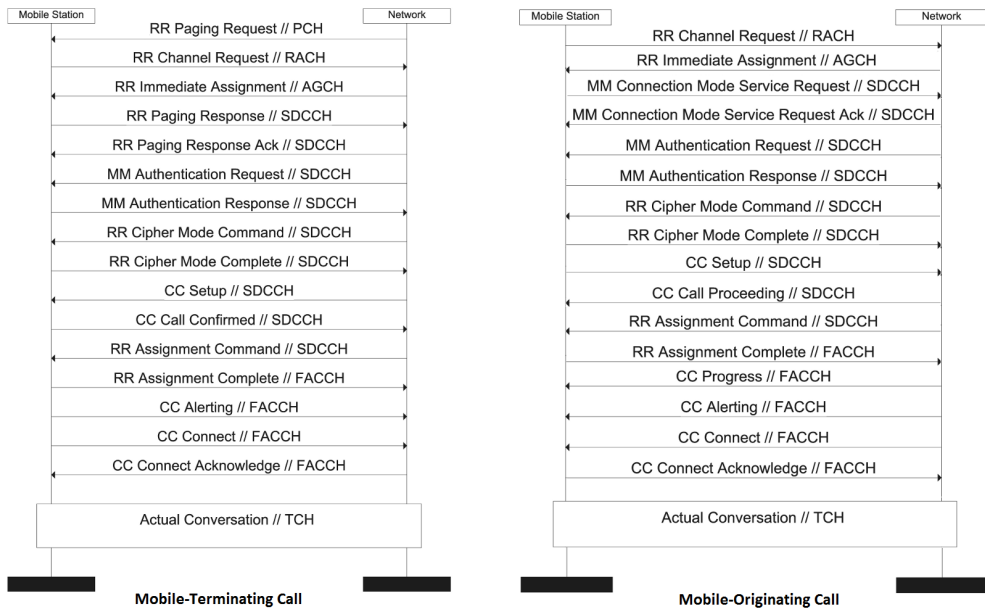 Mobile Station
Network
RR Paging Request // PCH
RR Channel Request // RACH
RR Immediate Assignment // AGCH
RR Paging Response // SDCCH
RR Paging Response Ack // SDCCH
MM Authentication Request // SDCCH
MM Authentication Response // SDCCH
RR Cipher Mode Command // SDCCH
RR Cipher Mode Complete // SDCCH
CC Setup // SDCCH
CC Call Confirmed // SDCCH
RR Assignment Command // SDCCH
RR Assignment Complete // FACCH
CC Alerting // FACCH
CC Connect // FACCH
CC Connect Acknowledge // FACCH
Actual Conversation // TCH
Mobile-Terminating Call
Mobile Station
Network
RR Channel Request // RACH
RR Immediate Assignment // AGCH
MM Connection Mode Service Request // SDCCH
MM Connection Mode Service Request Ack // SDCCH
MM Authentication Request // SDCCH
MM Authentication Response // SDCCH
RR Cipher Mode Command // SDCCH
RR Cipher Mode Complete // SDCCH
CC Setup // SDCCH
CC Call Proceeding // SDCCH
RR Assignment Command // SDCCH
RR Assignment Complete // FACCH
CC Progress // FACCH
CC Alerting // FACCH
CC Connect // FACCH
CC Connect Acknowledge // FACCH
Actual Conversation // TCH
Mobile-Originating Call